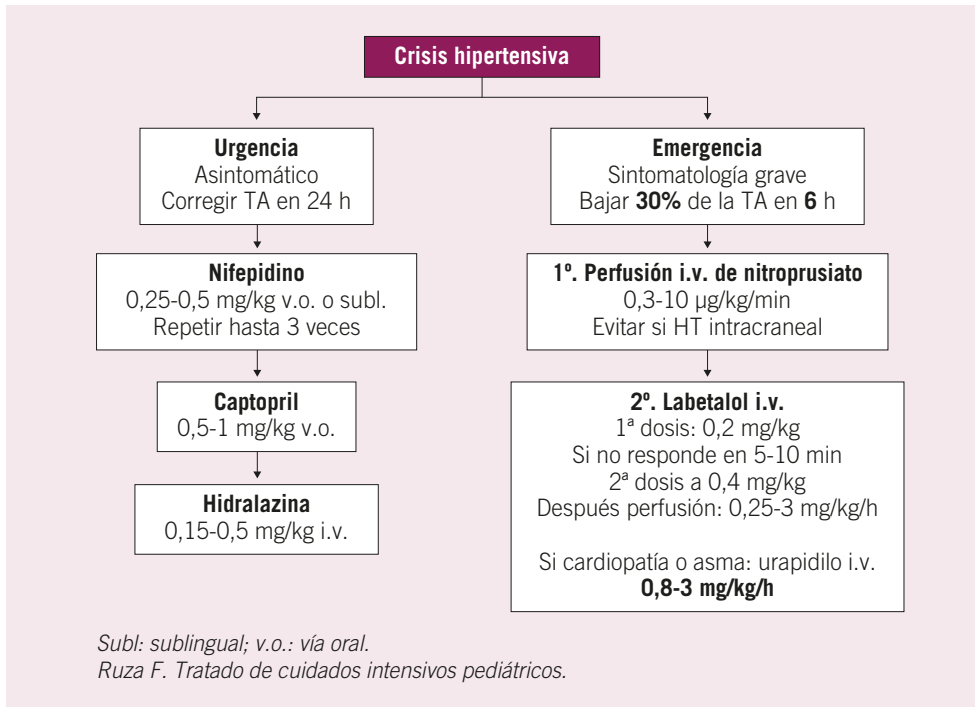 Crisis hipertensiva
Urgencia
Asintomático
Corregir TA en 24 h
Nifepidino
0,25-0,5 mg/kg v.o. o subl.
Repetir hasta 3 veces
Captopril
0,5-1 mg/kg v.o.
Hidralazina
0,15-0,5 mg/kg i.v.
Emergencia
Sintomatología grave
Bajar 30% de la TA en 6 h
1º. Perfusión i.v. de nitroprusiato
0,3-10 µg/kg/min
Evitar si HT intracraneal
2º. Labetalol i.v.
1ª dosis: 0,2 mg/kg
Si no responde en 5-10 min
2ª dosis a 0,4 mg/kg
Después perfusión: 0,25-3 mg/kg/h
Si cardiopatía o asma: urapidilo i.v.
0,8-3 mg/kg/h
Subl: sublingual; v.o.: vía oral.
Ruza F. Tratado de cuidados intensivos pediátricos.